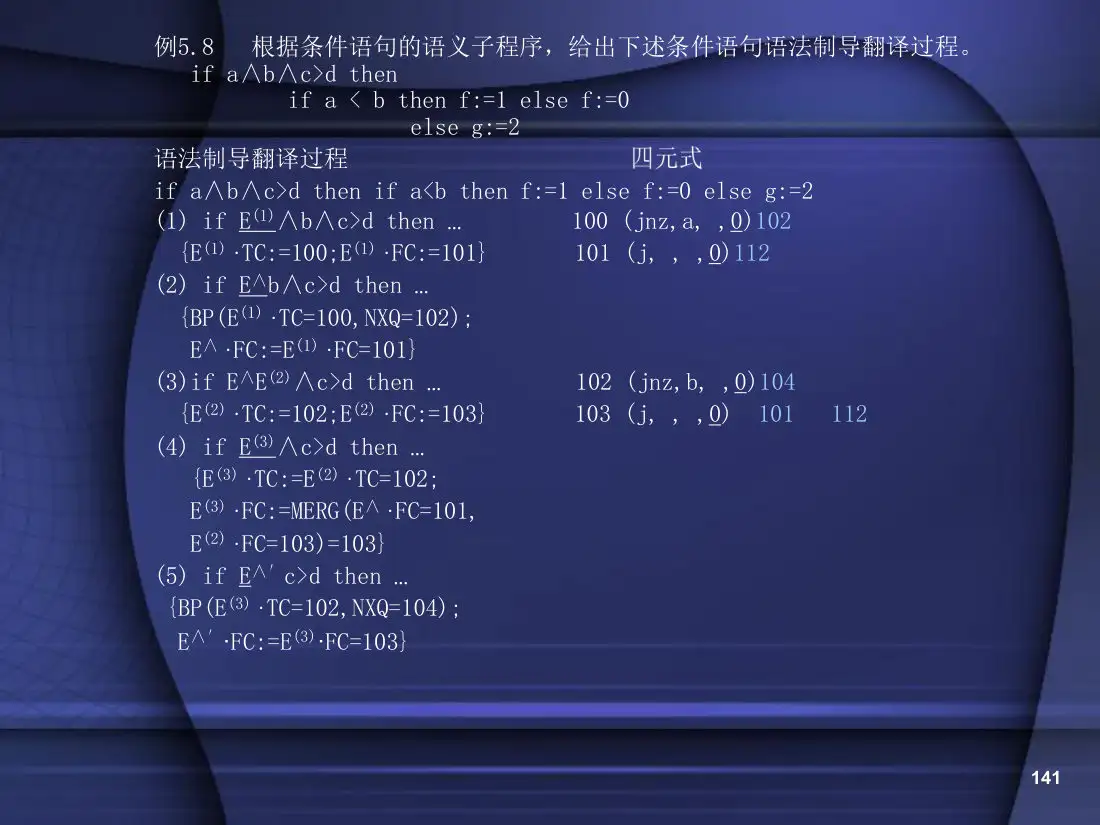 例5.8 根据条件语句的语义子程序，给出下述条件语句语法制导翻译过程。
if a∧b∧c>d then
if a < b then f:=1 else f:=0
else g:=2
语法制导翻译过程 四元式
if a∧b∧c>d then if a<b then f:=1 else f:=0 else g:=2
(1) if E⁽¹⁾∧b∧c>d then … 100 (jnz,a, ,0)102
{E⁽¹⁾·TC:=100;E⁽¹⁾·FC:=101} 101 (j, , ,0)112
(2) if E^b∧c>d then …
{BP(E⁽¹⁾·TC=100,NXQ=102);
E^·FC:=E⁽¹⁾·FC=101}
(3)if E^E⁽²⁾∧c>d then … 102 (jnz,b, ,0)104
{E⁽²⁾·TC:=102;E⁽²⁾·FC:=103} 103 (j, , ,0) 101 112
(4) if E⁽³⁾∧c>d then …
{E⁽³⁾·TC:=E⁽²⁾·TC=102;
E⁽³⁾·FC:=MERG(E^·FC=101,
E⁽²⁾·FC=103)=103}
(5) if E^′c>d then …
{BP(E⁽³⁾·TC=102,NXQ=104);
E^′·FC:=E⁽³⁾·FC=103}
141